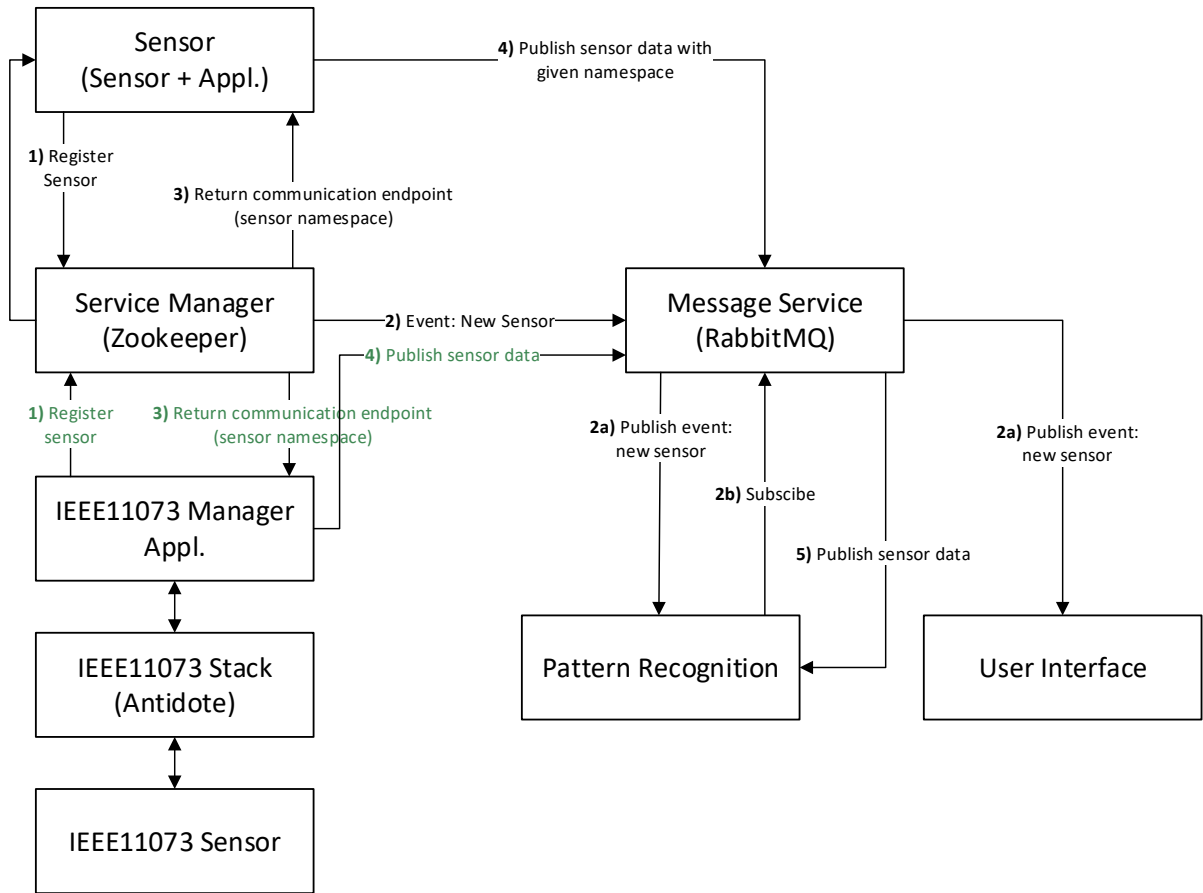 Sensor
(Sensor + Appl.)
4) Publish sensor data with
given namespace
1) Register
Sensor
3) Return communication endpoint
(sensor namespace)
Service Manager
(Zookeeper)
2) Event: New Sensor
Message Service
(RabbitMQ)
4) Publish sensor data
1) Register
sensor
3) Return communication endpoint
(sensor namespace)
2a) Publish event:
new sensor
2a) Publish event:
new sensor
2b) Subscibe
IEEE11073 Manager
Appl.
5) Publish sensor data
IEEE11073 Stack
(Antidote)
Pattern Recognition
User Interface
IEEE11073 Sensor